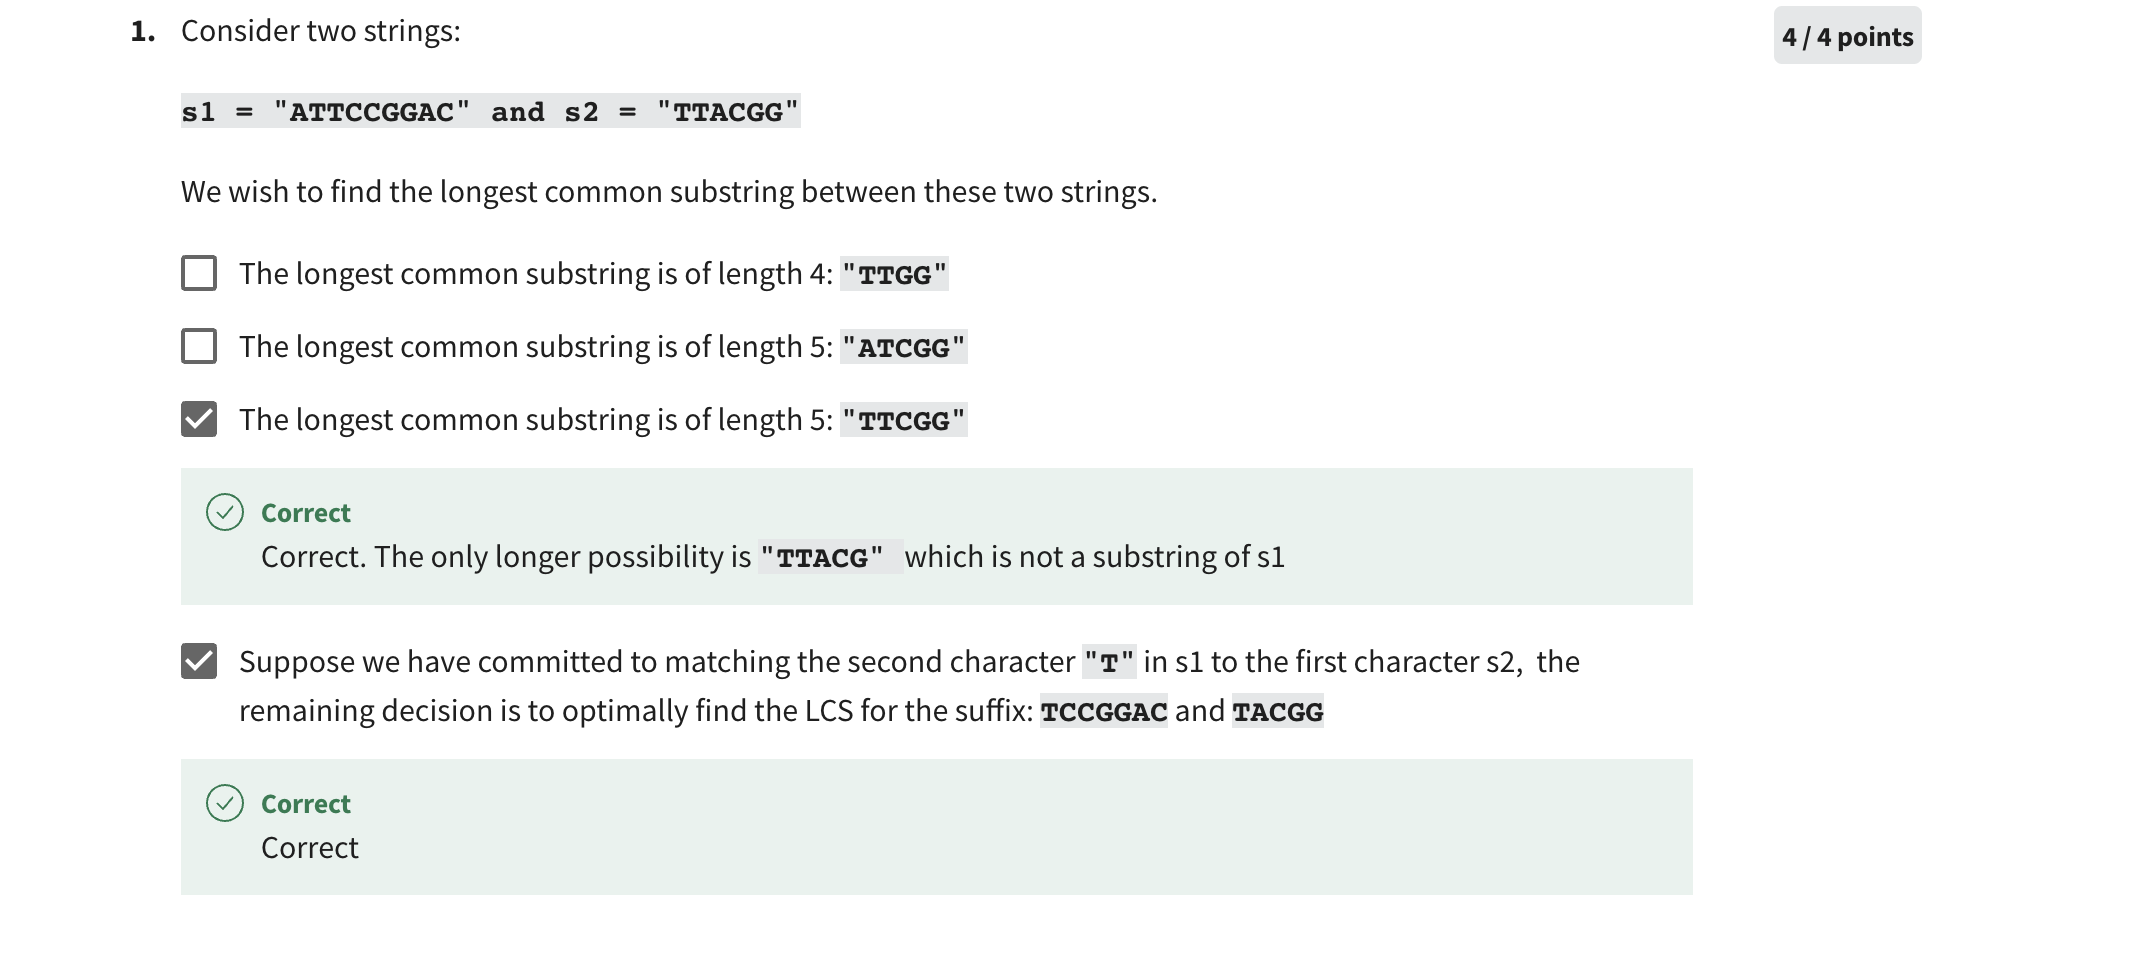 1. Consider two strings:
4 / 4 points
s1 = "ATTCCGGAC" and s2 = "TTACGG"
We wish to find the longest common substring between these two strings.
The longest common substring is of length 4: "TTGG"
The longest common substring is of length 5: "ATCGG"
The longest common substring is of length 5: "TTCGG"
Correct
Correct. The only longer possibility is "TTACG" which is not a substring of s1
Suppose we have committed to matching the second character "T" in s1 to the first character s2, the
remaining decision is to optimally find the LCS for the suffix: TCCGGAC and TACGG
Correct
Correct